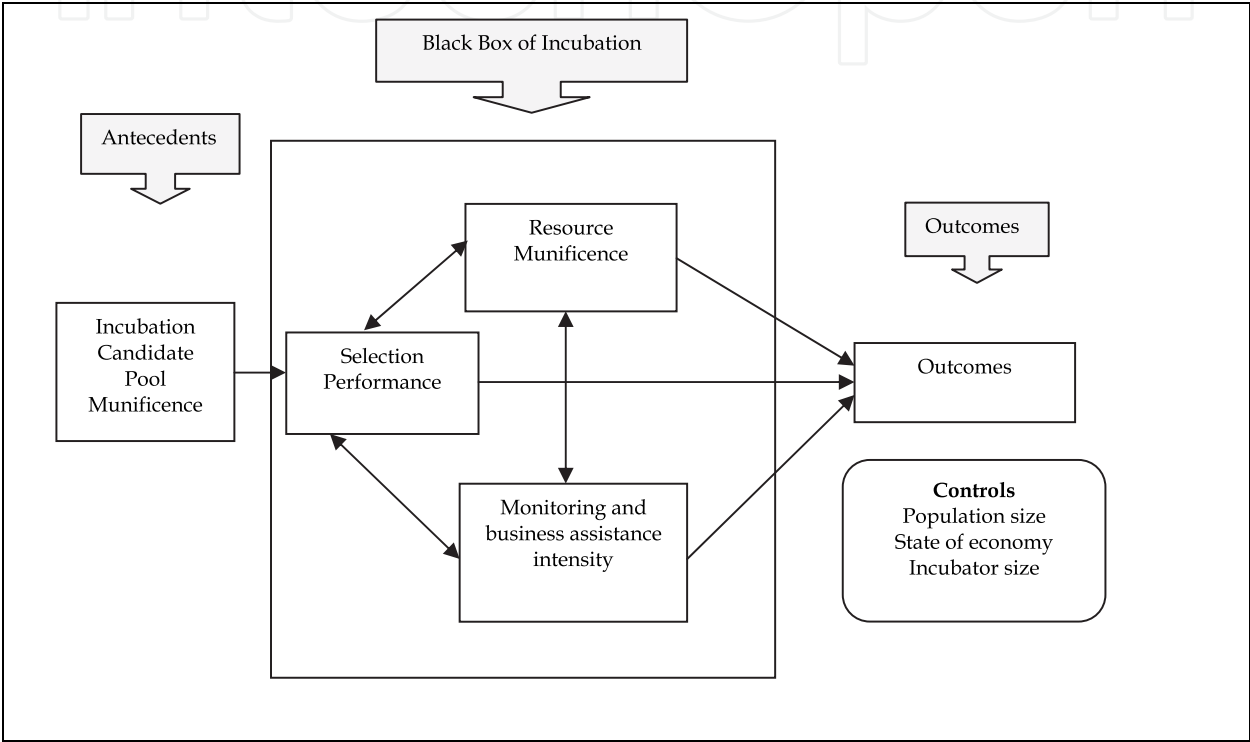 Black Box of Incubation
Antecedents
Resource
Munificence
Outcomes
Incubation
Candidate
Pool
Munificence
Selection
Performance
Outcomes
Monitoring and
business assistance
intensity
Controls
Population size
State of economy
Incubator size